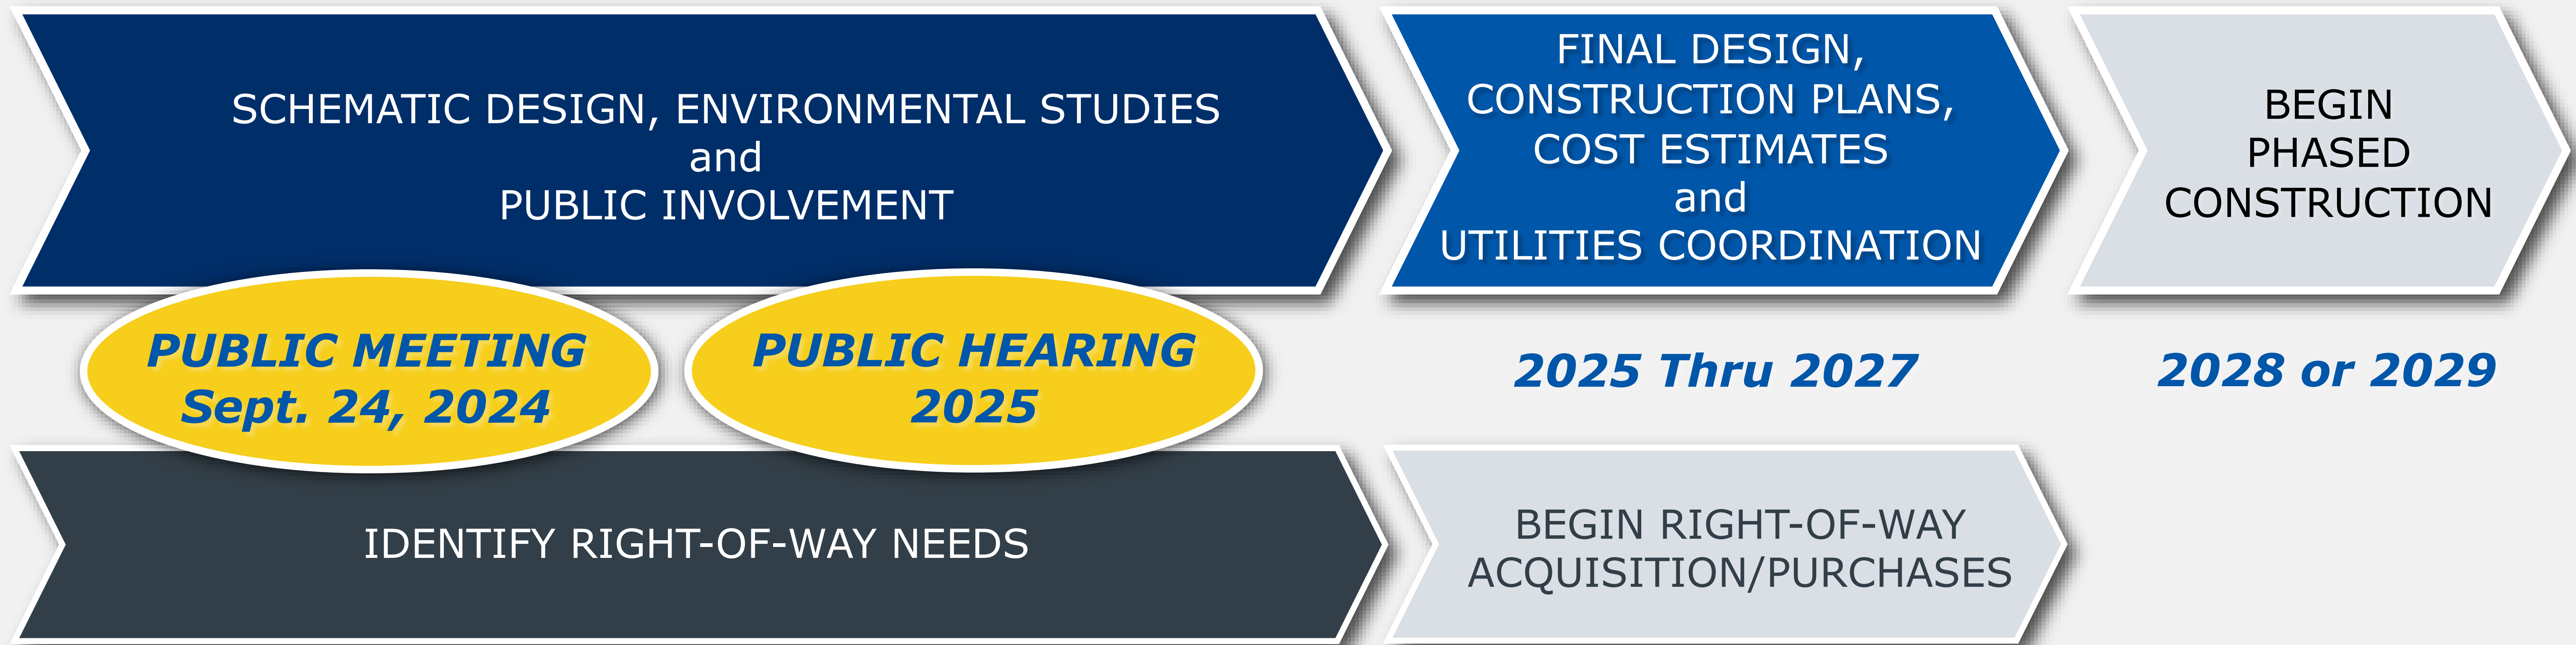 SCHEMATIC DESIGN, ENVIRONMENTAL STUDIES
and
PUBLIC INVOLVEMENT
FINAL DESIGN,
CONSTRUCTION PLANS,
COST ESTIMATES
and
UTILITIES COORDINATION
BEGIN
PHASED
CONSTRUCTION
PUBLIC MEETING
Sept. 24, 2024
PUBLIC HEARING
2025
2025 Thru 2027
2028 or 2029
IDENTIFY RIGHT-OF-WAY NEEDS
BEGIN RIGHT-OF-WAY
ACQUISITION/PURCHASES